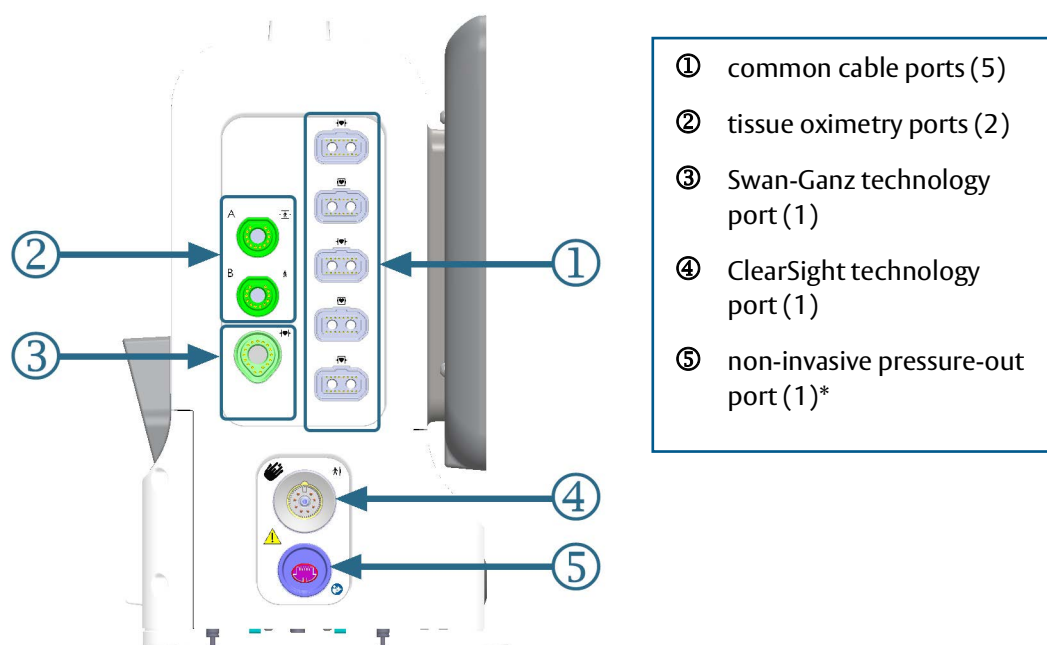 A
B
②
③
①
④
⑤
① common cable ports (5)
② tissue oximetry ports (2)
③ Swan-Ganz technology
port (1)
④ ClearSight technology
port (1)
⑤ non-invasive pressure-out
port (1)*